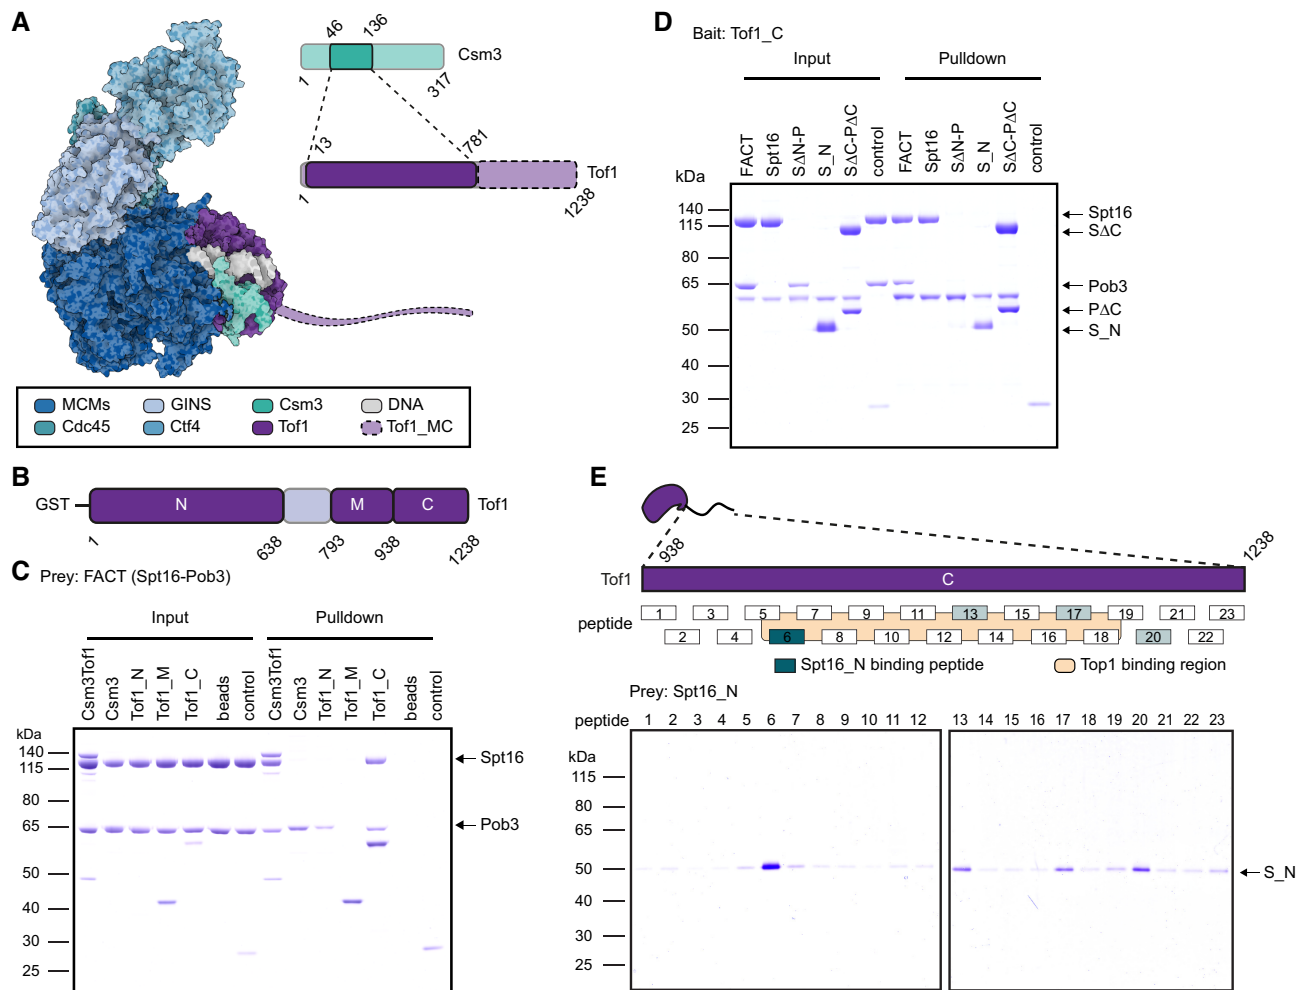 A
46
136
Csm3
1
317
13
781
Tof1
1
1238
MCMs
GINS
Csm3
DNA
Cdc45
Ctf4
Tof1
Tof1_MC
B
GST
N
M
C
Tof1
1
638
793
938
1238
C
Prey: FACT (Spt16-Pob3)
Input
Pulldown
Csm3Tof1
Csm3
Tof1_N
Tof1_M
Tof1_C
beads
control
Csm3Tof1
Csm3
Tof1_N
Tof1_M
Tof1_C
beads
control
kDa
140
115
80
65
50
40
30
25
Spt16
Pob3
D
Bait: Tof1_C
Input
Pulldown
FACT
Spt16
SΔN-P
S_N
SΔC-PΔC
control
FACT
Spt16
SΔN-P
S_N
SΔC-PΔC
control
kDa
140
115
80
65
50
40
30
25
Spt16
SΔC
Pob3
PΔC
S_N
E
938
1238
Tof1
C
peptide
1 3 5 7 9 11 13 15 17 19 21 23
2 4 6 8 10 12 14 16 18 20 22
Spt16_N binding peptide
Top1 binding region
Prey: Spt16_N
peptide 1 2 3 4 5 6 7 8 9 10 11 12 13 14 15 16 17 18 19 20 21 22 23
kDa
115
80
65
50
40
30
25
S_N